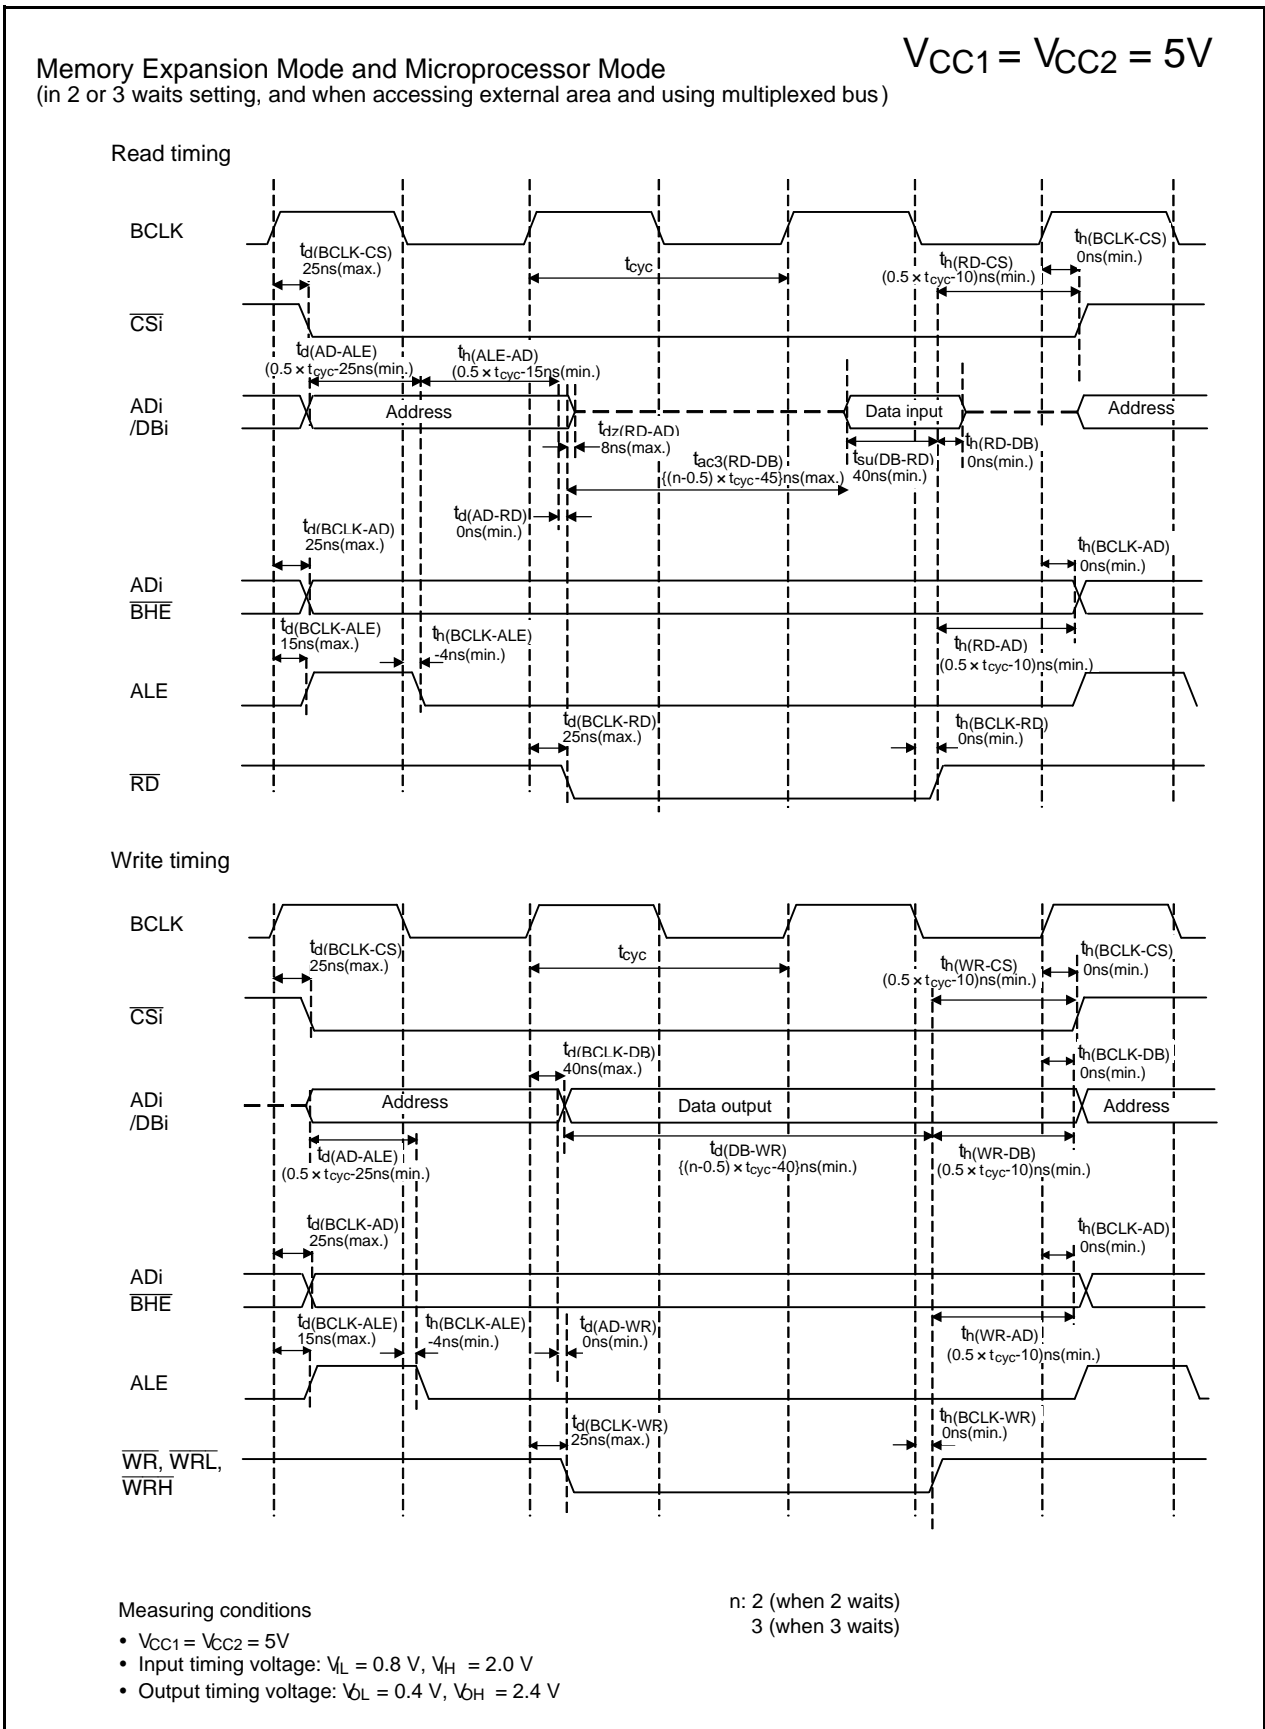 VCC1 = VCC2 = 5V
Memory Expansion Mode and Microprocessor Mode
(in 2 or 3 waits setting, and when accessing external area and using multiplexed bus)
Read timing
BCLK
td(BCLK-CS)
25ns(max.)
tcyc
th(RD-CS)
(0.5 × tcyc-10)ns(min.)
th(BCLK-CS)
0ns(min.)
CSi
td(AD-ALE)
(0.5 × tcyc-25ns(min.)
th(ALE-AD)
(0.5 × tcyc-15ns(min.)
ADi
/DBi
Address
Data input
Address
tdz(RD-AD)
8ns(max.)
tac3(RD-DB)
{(n-0.5) × tcyc-45}ns(max.)
tsu(DB-RD)
40ns(min.)
th(RD-DB)
0ns(min.)
td(AD-RD)
0ns(min.)
td(BCLK-AD)
25ns(max.)
th(BCLK-AD)
0ns(min.)
ADi
BHE
td(BCLK-ALE)
15ns(max.)
th(BCLK-ALE)
-4ns(min.)
th(RD-AD)
(0.5 × tcyc-10)ns(min.)
ALE
td(BCLK-RD)
25ns(max.)
th(BCLK-RD)
0ns(min.)
RD
Write timing
BCLK
td(BCLK-CS)
25ns(max.)
tcyc
th(WR-CS)
(0.5 × tcyc-10)ns(min.)
th(BCLK-CS)
0ns(min.)
CSi
td(BCLK-DB)
40ns(max.)
th(BCLK-DB)
0ns(min.)
ADi
/DBi
Address
Data output
Address
td(AD-ALE)
(0.5 × tcyc-25ns(min.)
td(DB-WR)
{(n-0.5) × tcyc-40}ns(min.)
th(WR-DB)
(0.5 × tcyc-10)ns(min.)
td(BCLK-AD)
25ns(max.)
th(BCLK-AD)
0ns(min.)
ADi
BHE
td(BCLK-ALE)
15ns(max.)
th(BCLK-ALE)
-4ns(min.)
td(AD-WR)
0ns(min.)
th(WR-AD)
(0.5 × tcyc-10)ns(min.)
ALE
td(BCLK-WR)
25ns(max.)
th(BCLK-WR)
0ns(min.)
WR, WRL,
WRH
Measuring conditions
• VCC1 = VCC2 = 5V
• Input timing voltage: VIL = 0.8 V, VIH = 2.0 V
• Output timing voltage: VOL = 0.4 V, VOH = 2.4 V
n: 2 (when 2 waits)
3 (when 3 waits)